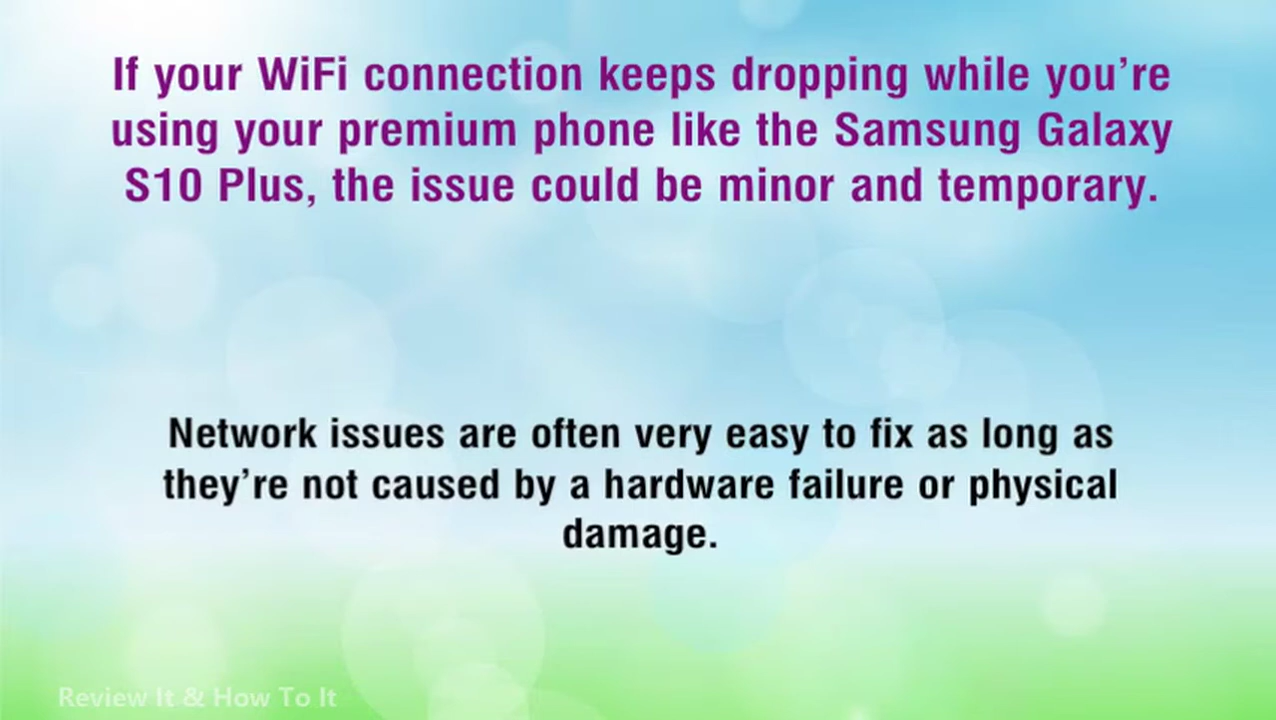 If your WiFi connection keeps dropping while you’re
using your premium phone like the Samsung Galaxy
S10 Plus, the issue could be minor and temporary.
Network issues are often very easy to fix as long as
they’re not caused by a hardware failure or physical
damage.
Review It & How To It